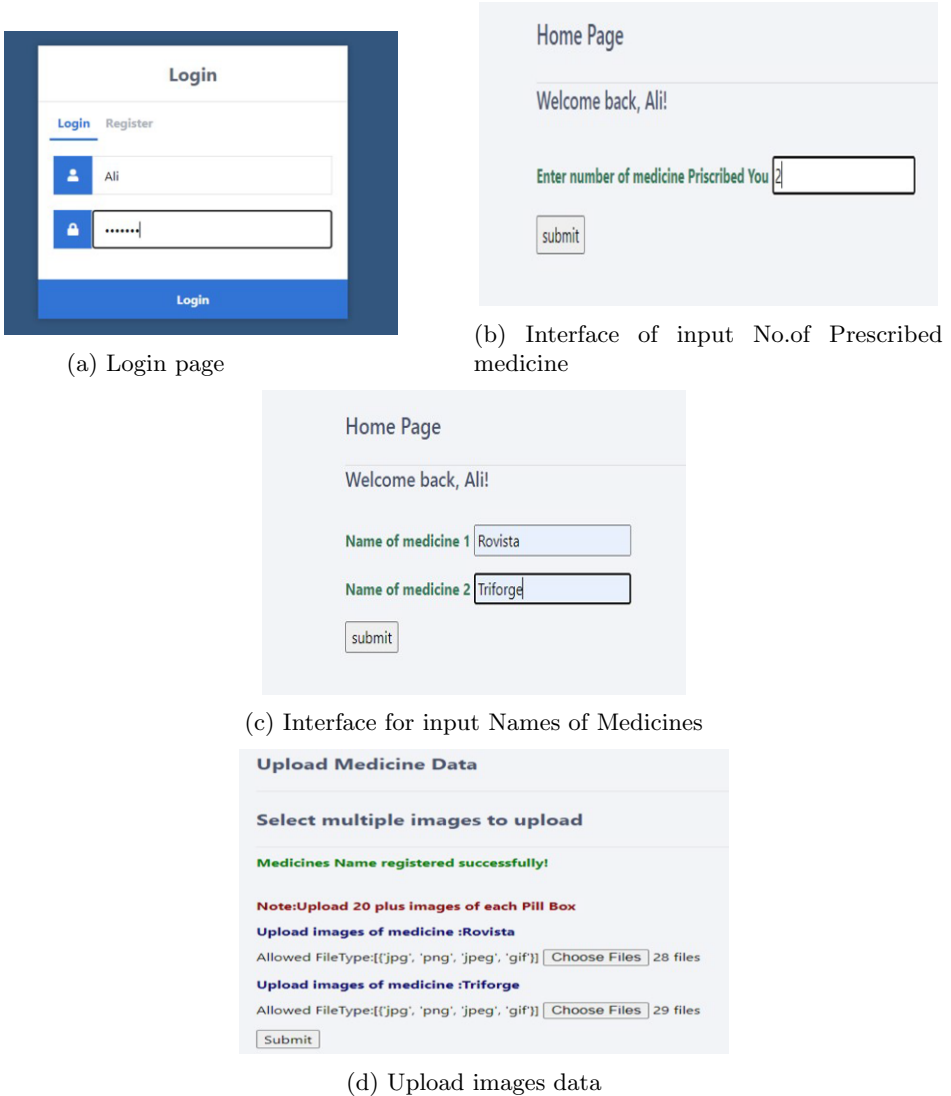 Login
Login Register
Ali
•••••••
Login
(a) Login page
Home Page
Welcome back, Ali!
Enter number of medicine Priscribed You 2
submit
(b) Interface of input No.of Prescribed
medicine
Home Page
Welcome back, Ali!
Name of medicine 1 Rovista
Name of medicine 2 Triforge
submit
(c) Interface for input Names of Medicines
Upload Medicine Data
Select multiple images to upload
Medicines Name registered successfully!
Note:Upload 20 plus images of each Pill Box
Upload images of medicine :Rovista
Allowed FileType:[{'jpg', 'png', 'jpeg', 'gif'}] Choose Files 28 files
Upload images of medicine :Triforge
Allowed FileType:[{'jpg', 'png', 'jpeg', 'gif'}] Choose Files 29 files
Submit
(d) Upload images data